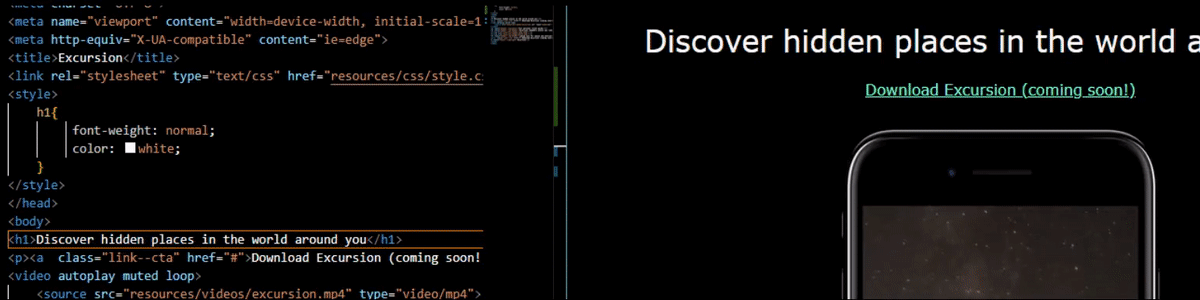 <meta charset="UTF-8">
<meta name="viewport" content="width=device-width, initial-scale=1
<meta http-equiv="X-UA-compatible" content="ie=edge">
<title>Excursion</title>
<link rel="stylesheet" type="text/css" href="resources/css/style.cs
<style>
h1{
font-weight: normal;
color: white;
}
</style>
</head>
<body>
<h1>Discover hidden places in the world around you</h1>
<p><a  class="link--cta" href="#">Download Excursion (coming soon!
<video autoplay muted loop>
<source src="resources/videos/excursion.mp4" type="video/mp4">
Discover hidden places in the world a
Download Excursion (coming soon!)